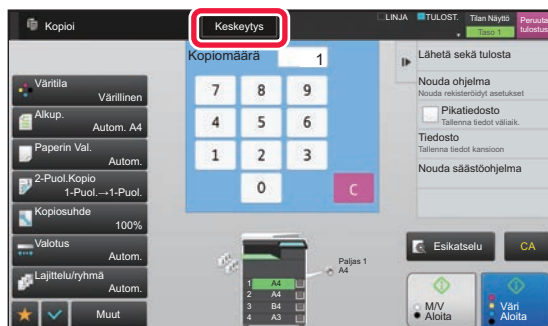 Kopioi
Keskeytys
LINJA
TULOST.
Tilan Näyttö
Taso 1
Peruuta
tulostus
Kopiomäärä
1
7
8
9
4
5
6
1
2
3
0
C
Väritila
Värillinen
Alkup.
Autom. A4
Paperin Val.
Autom.
2-Puol.Kopio
1-Puol.→1-Puol.
Kopiosuhde
100%
Valotus
Autom.
Lajittelu/ryhmä
Autom.
Muut
Paljas 1
A4
1 A4
2 A4
3 B4
4 A3
Lähetä sekä tulosta
Nouda ohjelma
Nouda rekisteröidyt asetukset
Pikatiedosto
Tallenna tiedot väliaik.
Tiedosto
Tallenna tiedot kansioon
Nouda säästöohjelma
Esikatselu
CA
M/V
Aloita
Väri
Aloita